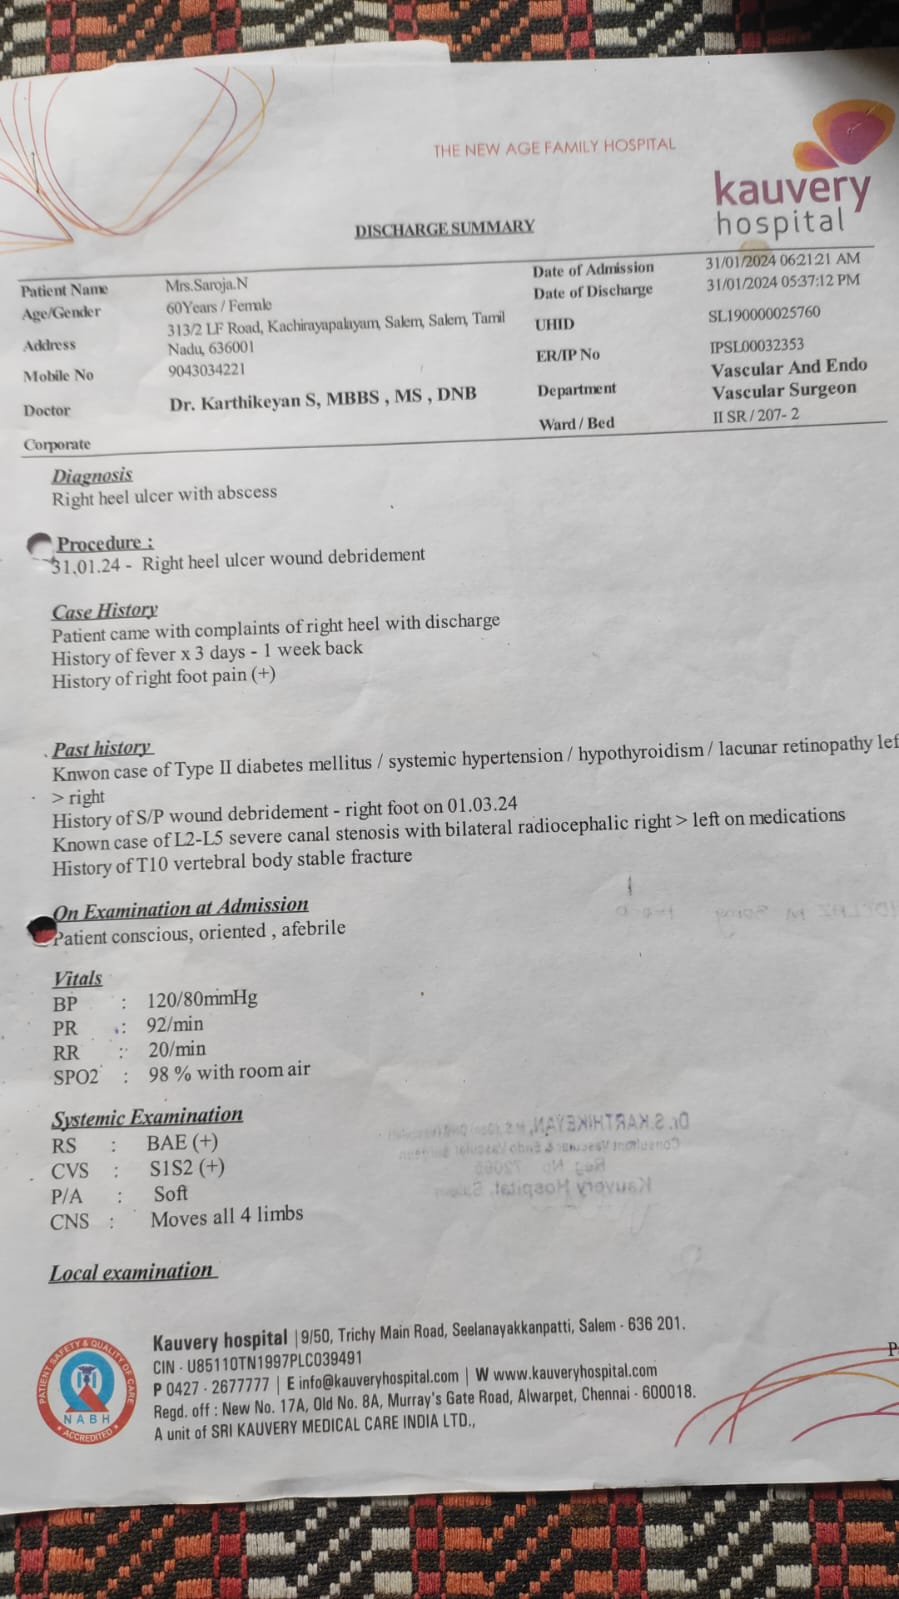 THE NEW AGE FAMILY HOSPITAL
kauvery
hospital
DISCHARGE SUMMARY
Patient Name Mrs.Saroja.N Date of Admission 31/01/2024 06:21:21 AM
Age/Gender 60Years / Female Date of Discharge 31/01/2024 05:37:12 PM
Address 313/2 LF Road, Kachirayapalayam, Salem, Salem, Tamil Nadu, 636001 UHID SL190000025760
Mobile No 9043034221 ER/IP No IPSL00032353
Doctor Dr. Karthikeyan S, MBBS , MS , DNB Department Vascular And Endo Vascular Surgeon
Corporate Ward / Bed II SR / 207- 2
Diagnosis
Right heel ulcer with abscess
Procedure :
31.01.24 - Right heel ulcer wound debridement
Case History
Patient came with complaints of right heel with discharge
History of fever x 3 days - 1 week back
History of right foot pain (+)
Past history
Knwon case of Type II diabetes mellitus / systemic hypertension / hypothyroidism / lacunar retinopathy lef
> right
History of S/P wound debridement - right foot on 01.03.24
Known case of L2-L5 severe canal stenosis with bilateral radiocephalic right > left on medications
History of T10 vertebral body stable fracture
On Examination at Admission
Patient conscious, oriented , afebrile
Vitals
BP : 120/80mmHg
PR : 92/min
RR : 20/min
SPO2 : 98 % with room air
Systemic Examination
RS : BAE (+)
CVS : S1S2 (+)
P/A : Soft
CNS : Moves all 4 limbs
Local examination
PATIENT SAFETY & QUALITY OF CARE
NABH
ACCREDITED
Kauvery hospital | 9/50, Trichy Main Road, Seelanayakkanpatti, Salem - 636 201.
CIN - U85110TN1997PLC039491
P 0427 - 2677777 | E info@kauveryhospital.com | W www.kauveryhospital.com
Regd. off : New No. 17A, Old No. 8A, Murray's Gate Road, Alwarpet, Chennai - 600018.
A unit of SRI KAUVERY MEDICAL CARE INDIA LTD.,
P